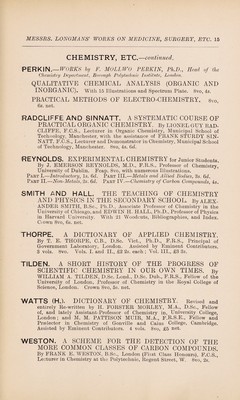 MESSRS. LONGMANS' WORKS ON MEDICINE, SURGERY, ETC. 15
CHEMISTRY, ETC.—continued.
PERKIN,—WORKS by F. MOLLWO PERKIN, Ph.D., Head of the
Chemistry Department, Borough Polytechnic Institute, London.
QUALITATIVE CHEMICAL ANALYSIS (ORGANIC AND
INORGANIC). With 15 Illustrations and Spectrum Plate. 8vo, 4s.
PRACTICAL METHODS OF ELECTRO-CHEMISTRY. 8vo,
6s. net.
RADCLIFFE AND SINNATT. A SYSTEMATIC COURSE OF
PRACTICAL ORGANIC CHEMISTRY. By LIONEL GUY RAD-
CLIFFE, F.C.S., Lecturer in Organic Chemistry, Municipal School of
Technology, Manchester, with the assistance of FRANK STURDY SIN-
NATT, F.C.S., Lecturer and Demonstrator in Chemistry, Municipal School
of Technology, Manchester. 8vo, 4s. 6d.
REYNOLDS. EXPERIMENTAL CHEMISTRY for Junior Students.
By J. EMERSON REYNOLDS, M.D., F.R.S., Professor of Chemistry,
University of Dublin. Fcap. 8vo, with numerous Illustrations.
PART I.—Introductory, 1s. 6d. PART III.—Metals and Allied Bodies, 3s. 6d.
PART II.—Non-Metals, 2s. 6d. PART IV.—Chemistry of Carbon Compounds, 4s.
SMITH AND HALL. THE TEACHING OF CHEMISTRY
AND PHYSICS IN THE SECONDARY SCHOOL. By ALEX-
ANDER SMITH, B.Sc., Ph.D., Associate Professor of Chemistry in the
University of Chicago, and EDWIN H. HALL, Ph.D., Professor of Physics
in Harvard University. With 21 Woodcuts, Bibliographies, and Index.
Crown 8vo, 6s. net.
THORPE. A DICTIONARY OF APPLIED CHEMISTRY.
By T. E. THORPE, C.B., D.Sc. Vict., Ph.D., F.R.S., Principal of
Government Laboratory, London. Assisted by Eminent Contributors.
3 vols. 8vo. Vols. I. and II., £2 2s. each; Vol. III., £3 3s.
TILDEN. A SHORT HISTORY OF THE PROGRESS OF
SCIENTIFIC CHEMISTRY IN OUR OWN TIMES. By
WILLIAM A. TILDEN, D.Sc. Lond., D.Sc. Dub., F.R.S., Fellow of the
University of London, Professor of Chemistry in the Royal College of
Science, London. Crown 8vo, 5s. net.
WATTS (H.). DICTIONARY OF CHEMISTRY. Revised and
entirely Re-written by H. FORSTER MORLEY, M.A., D.Sc., Fellow
of, and lately Assistant-Professor of Chemistry in, University College,
London; and M. M. PATTISON MUIR, M.A., F.R.S.E., Fellow and
Prælector in Chemistry of Gonville and Caius College, Cambridge.
Assisted by Eminent Contributors. 4 vols. 8vo, £5 net.
WESTON. A SCHEME FOR THE DETECTION OF THE
MORE COMMON CLASSES OF CARBON COMPOUNDS.
By FRANK E. WESTON, B.Sc., London (First Class Honours), F.C.S.,
Lecturer in Chemistry at the Polytechnic, Regent Street, W. 8vo, 2s.